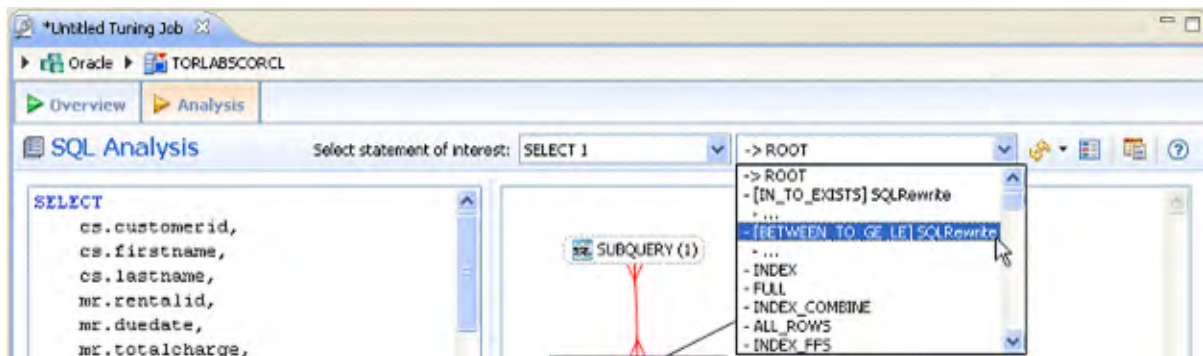 *Untitled Tuning Job
Oracle TORLABSCORCL
Overview Analysis
SQL Analysis Select statement of interest: SELECT 1 -> ROOT
-> ROOT
- [IN_TO_EXISTS] SQLRewrite
- ...
- [BETWEEN_TO_GE_LE] SQLRewrite
- ...
- INDEX
- FULL
- INDEX_COMBINE
- ALL_ROWS
- INDEX_FFS
SELECT
cs.customerid,
cs.firstname,
cs.lastname,
mr.rentalid,
mr.duedate,
mr.totalcharge,
SUBQUERY (1)